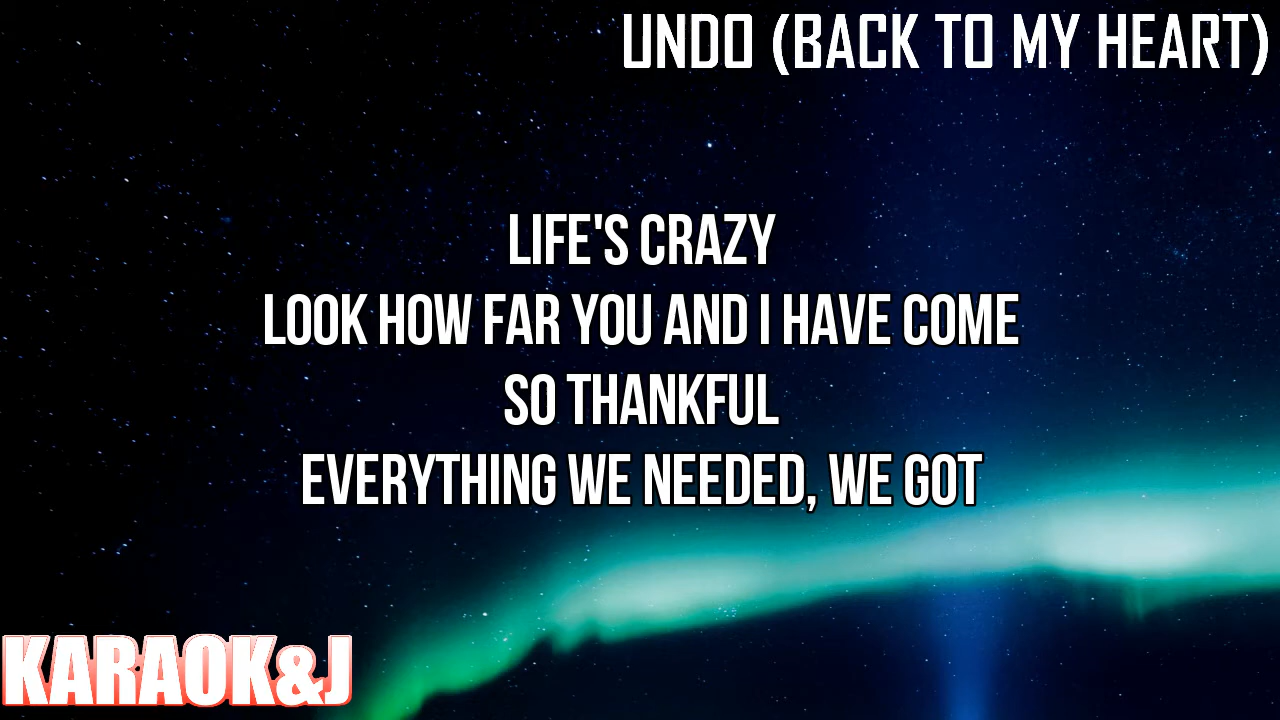 UNDO (BACK TO MY HEART)
LIFE'S CRAZY
LOOK HOW FAR YOU AND I HAVE COME
SO THANKFUL
EVERYTHING WE NEEDED, WE GOT
KARAOK&J